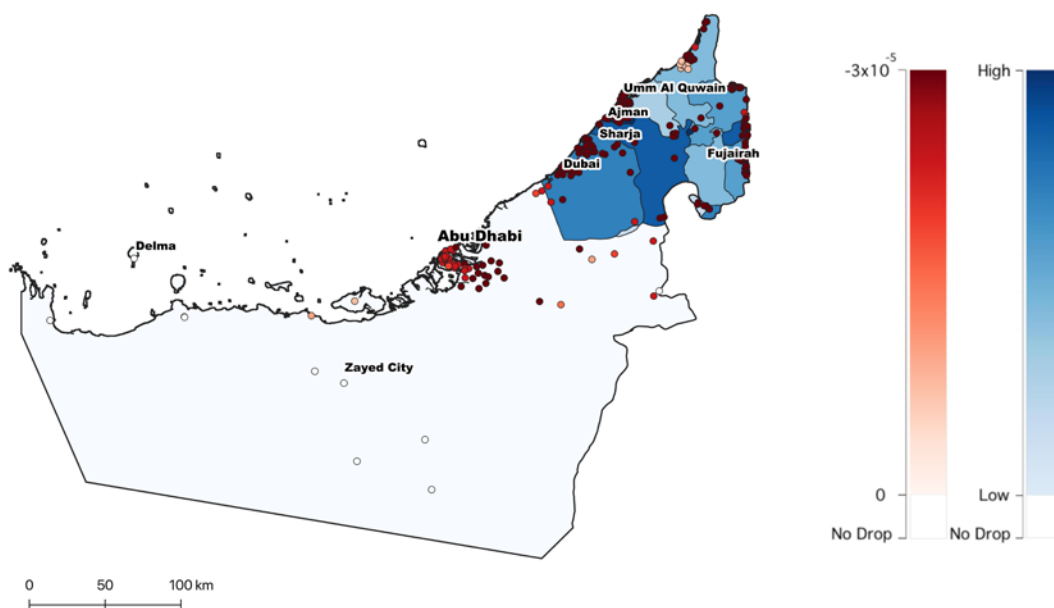 Umm Al Quwain
Ajman
Sharja
Fujairah
Dubai
Abu Dhabi
Delma
Zayed City
0 50 100 km
-3x10-5
0
No Drop
High
Low
No Drop